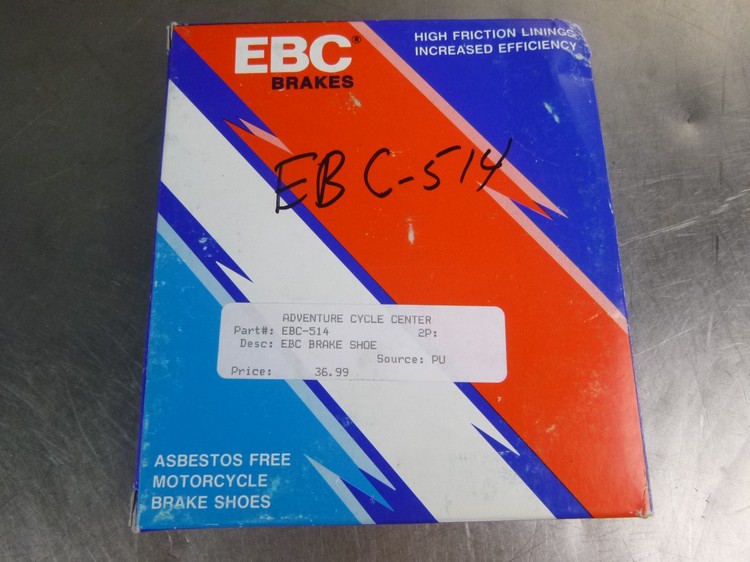 EBC®
BRAKES
HIGH FRICTION LININGS
INCREASED EFFICIENCY
EBC-514
ADVENTURE CYCLE CENTER
Part#: EBC-514 2P:
Desc: EBC BRAKE SHOE
Source: PU
Price: 36.99
ASBESTOS FREE
MOTORCYCLE
BRAKE SHOES